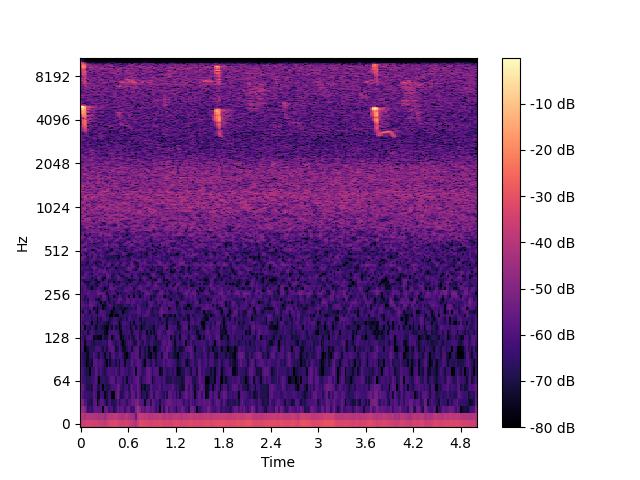 8192
4096
2048
1024
512
256
128
64
0
Hz
0 0.6 1.2 1.8 2.4 3 3.6 4.2 4.8
Time
-10 dB
-20 dB
-30 dB
-40 dB
-50 dB
-60 dB
-70 dB
-80 dB